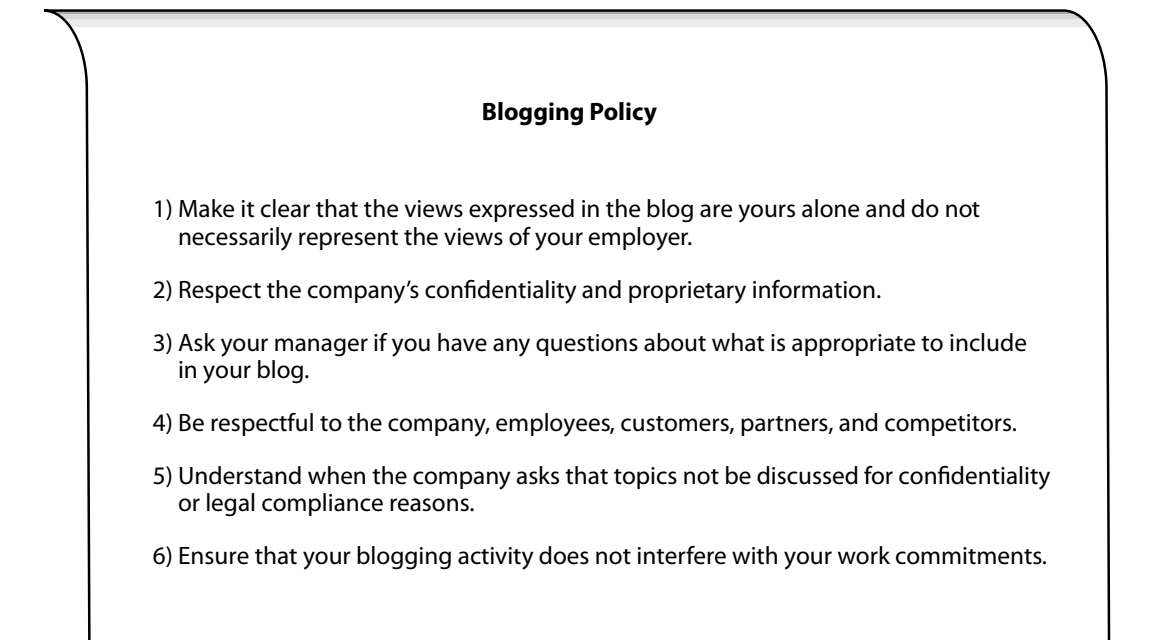 Blogging Policy
1) Make it clear that the views expressed in the blog are yours alone and do not
necessarily represent the views of your employer.
2) Respect the company’s confidentiality and proprietary information.
3) Ask your manager if you have any questions about what is appropriate to include
in your blog.
4) Be respectful to the company, employees, customers, partners, and competitors.
5) Understand when the company asks that topics not be discussed for confidentiality
or legal compliance reasons.
6) Ensure that your blogging activity does not interfere with your work commitments.